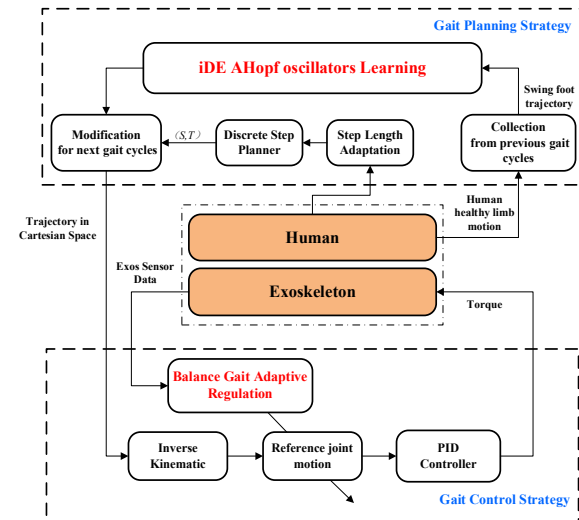 Gait Planning Strategy
iDE AHopf oscillators Learning
Swing foot
trajectory
Modification
for next gait cycles
(S,T)
Discrete Step
Planner
Step Length
Adaptation
Collection
from previous gait
cycles
Trajectory in
Cartesian Space
Human
healthy limb
motion
Human
Exos Sensor
Data
Exoskeleton
Torque
Balance Gait Adaptive
Regulation
Inverse
Kinematic
Reference joint
motion
PID
Controller
Gait Control Strategy